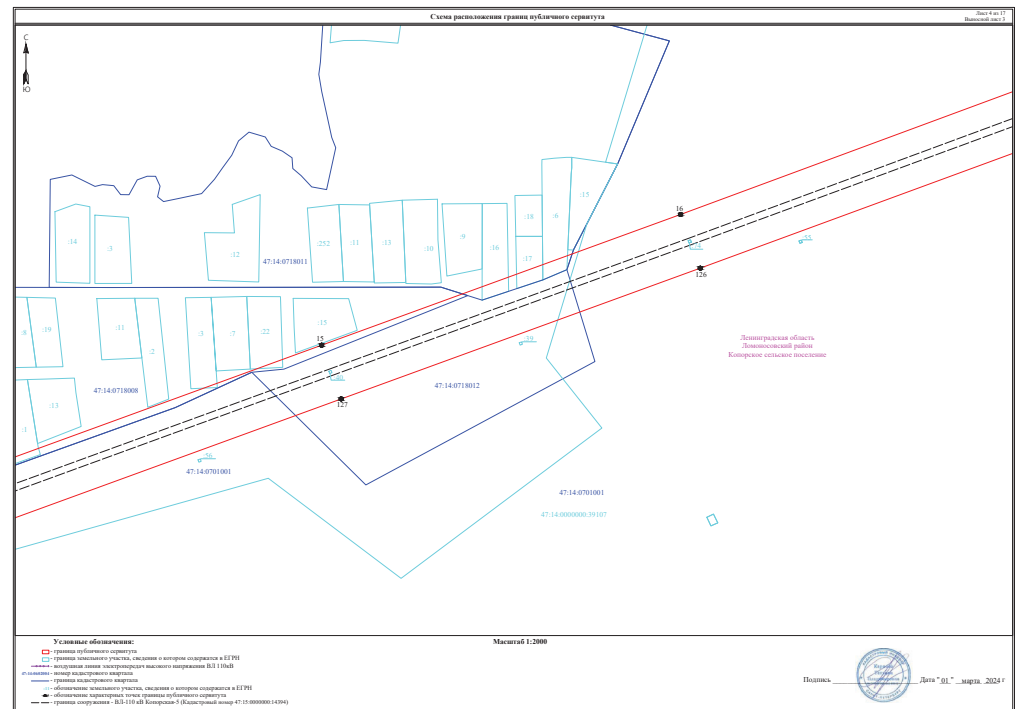 Схема расположения границ публичного сервитута
Лист 4 из 17
Выносной лист 3
С
Ю
:14
:3
:12
47:14:0718011
:252
:11
:13
:10
:9
:16
:18
:17
:6
:15
16
126
Ленинградская область
Ломоносовский район
Копорское сельское поселение
:8
:19
:11
:2
:3
:7
:22
:15
15
127
:1
:13
47:14:0718008
47:14:0718012
47:14:0701001
47:14:0701001
47:14:0000000:39107
Масштаб 1:2000
Условные обозначения:
- граница публичного сервитута
- граница земельного участка, сведения о котором содержатся в ЕГРН
- воздушная линия электропередач высокого напряжения ВЛ 110кВ
- номер кадастрового квартала
- граница кадастрового квартала
- обозначение земельного участка, сведения о котором содержатся в ЕГРН
- обозначение характерных точек границы публичного сервитута
- граница сооружения - ВЛ-110 кВ Копорская-5 (Кадастровый номер 47:15:0000000:14394)
Подпись
Дата "01" марта 2024 г